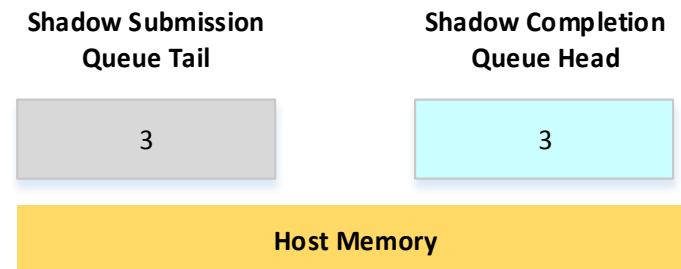 Shadow Submission
Queue Tail
Shadow Completion
Queue Head
3
3
Host Memory